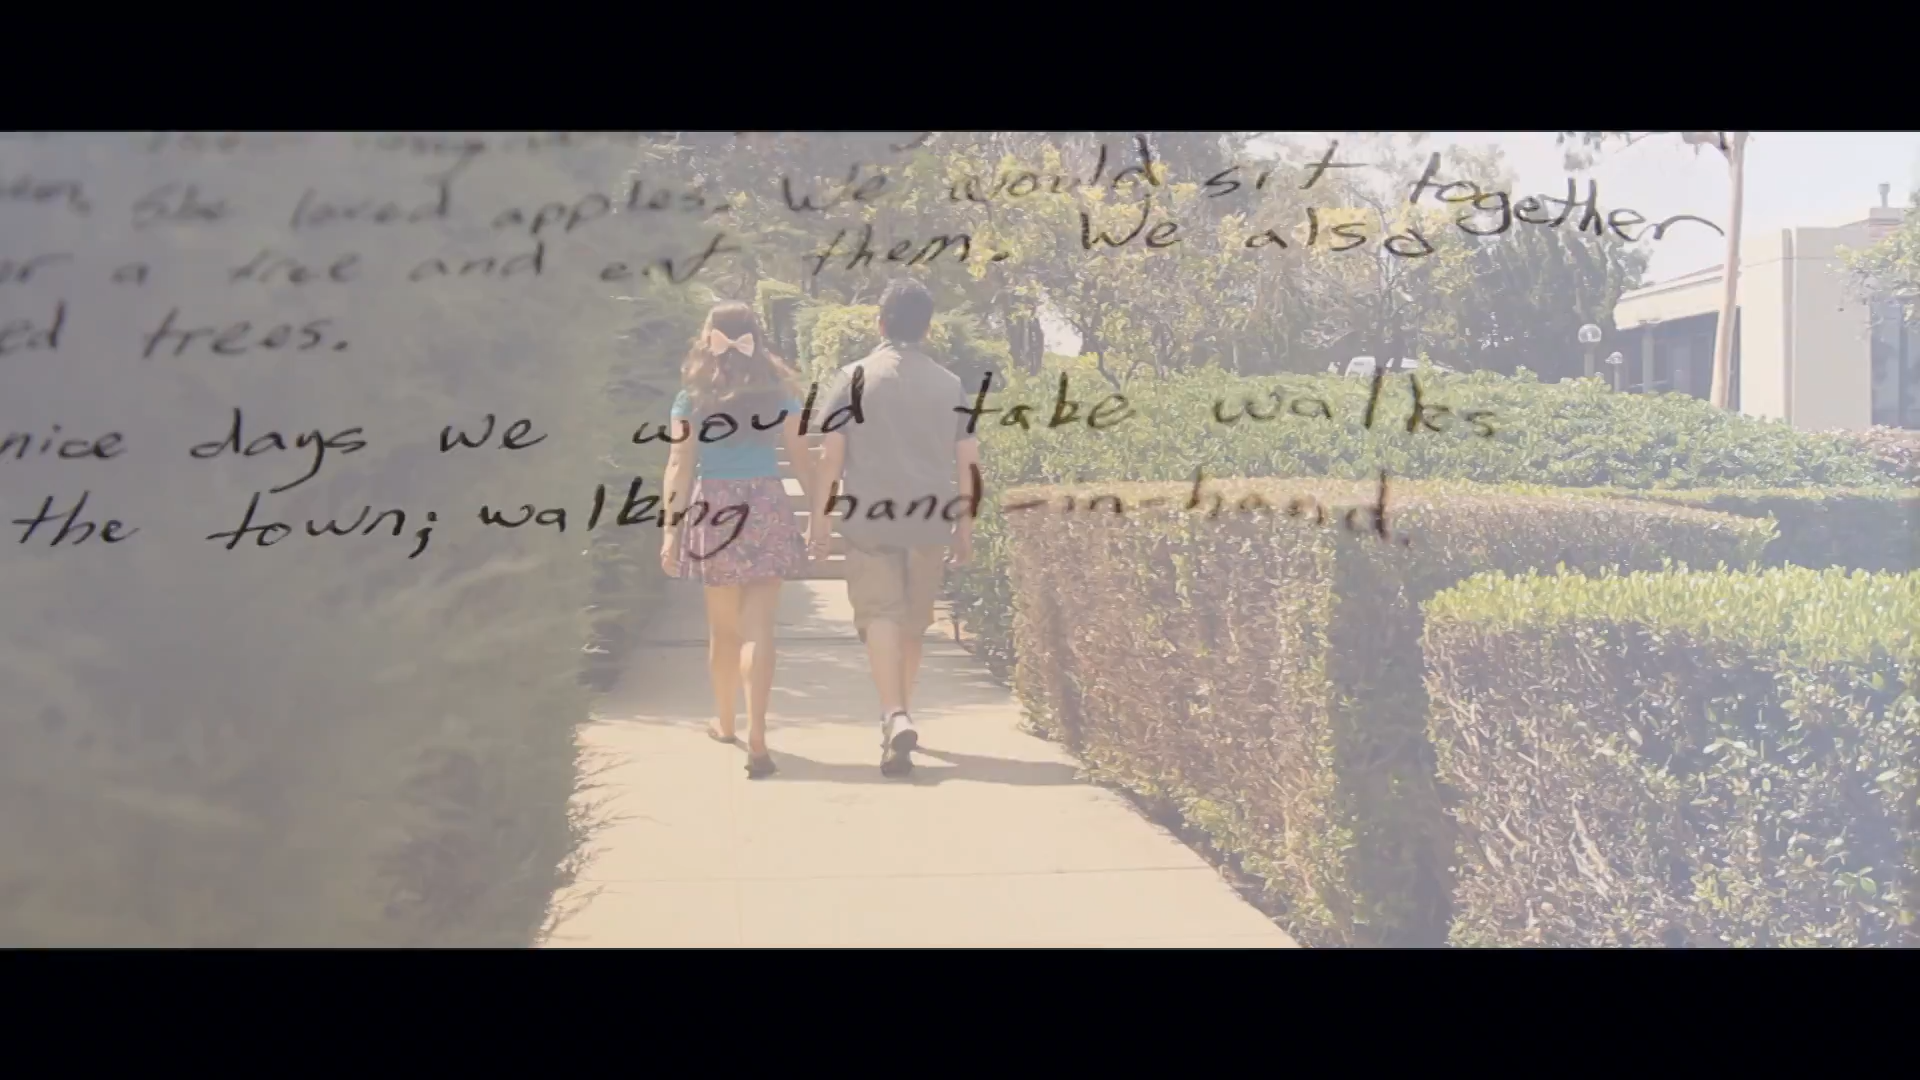 She loved apples. We would sit together
a tree and eat them. We also
ed trees.
nice days we would take walks
the town; walking hand-in-hand.